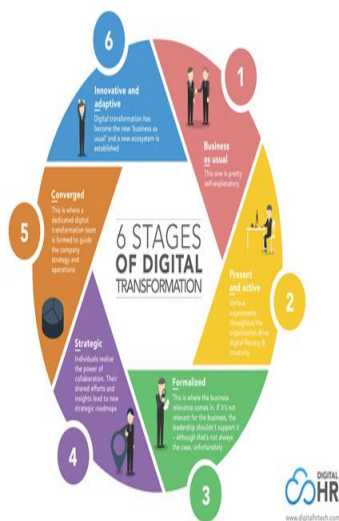 6 STAGES
OF DIGITAL
TRANSFORMATION
1
Business
as usual
This one is pretty
self explanatory
2
Present
and active
Various
experiments
throughout the
organization drive
digital literacy &
creativity
3
Formalized
This is where the business
relevance comes in. If it's not
relevant for the business, the
leadership shouldn't support it
– although that's not always
the case, unfortunately
4
Strategic
Individuals realise
the power of
collaboration. Their
shared efforts and
insights lead to new
strategic roadmaps
5
Converged
This is where a
dedicated digital
transformation team
is formed to guide
the company
strategy and
operations
6
Innovative and
adaptive
Digital transformation has
become the new 'business as
usual' and a new ecosystem is
established
DIGITAL
HR
www.digitalhrtech.com